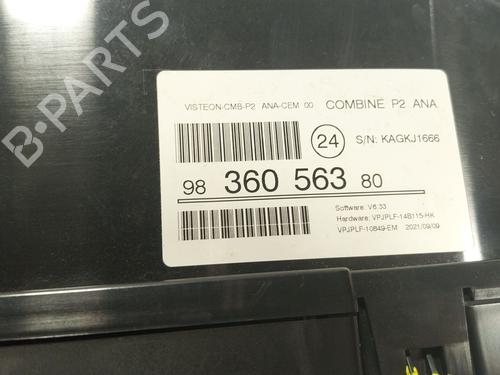 VISTEON-CMB-P2 ANA-CEM 00 COMBINE P2 ANA
24 S/N: KAGKJ1666
98 360 563 80
Software: V6.33
Hardware: VPJPLF-14B115-HK
VPJPLF-10849-EM 2021/09/09
B-PARTS